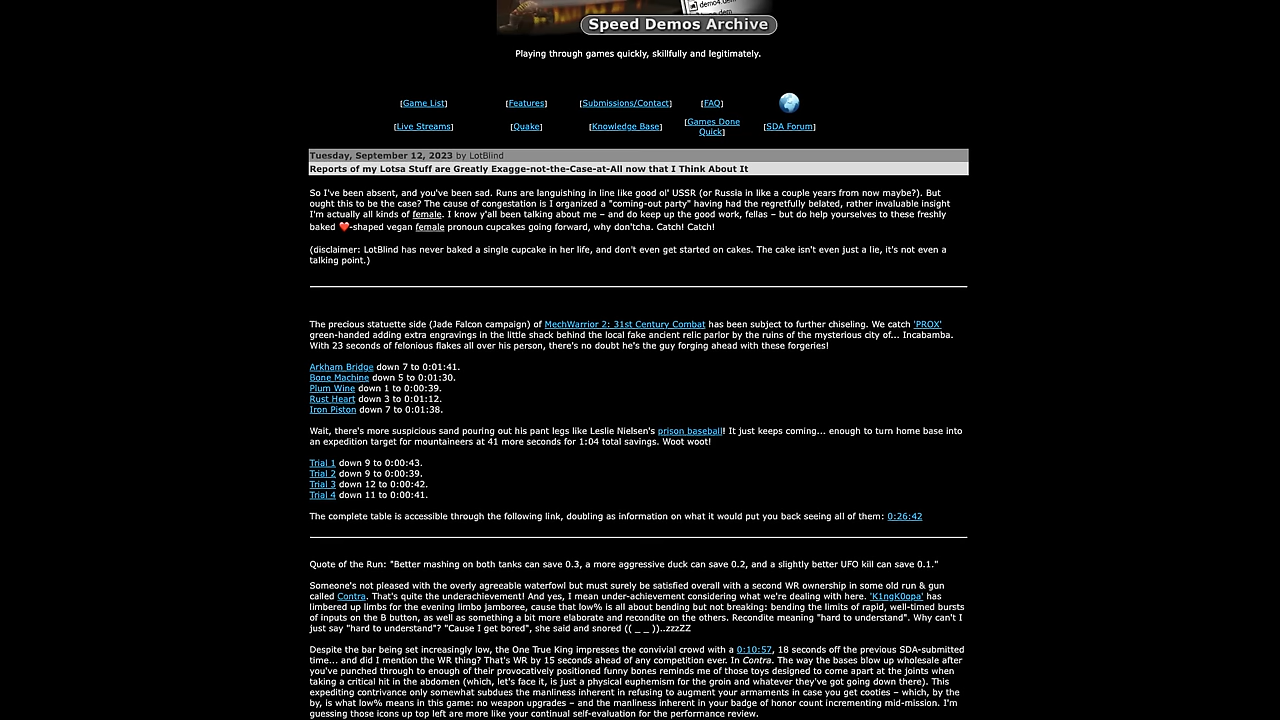 demo4.dem
Speed Demos Archive
Playing through games quickly, skillfully and legitimately.
[Game List] [Features] [Submissions/Contact] [FAQ]
[Live Streams] [Quake] [Knowledge Base] [Games Done Quick] [SDA Forum]
Tuesday, September 12, 2023 by LotBlind
Reports of my Lotsa Stuff are Greatly Exagge-not-the-Case-at-All now that I Think About It
So I've been absent, and you've been sad. Runs are languishing in line like good ol' USSR (or Russia in like a couple years from now maybe?). But
ought this to be the case? The cause of congestation is I organized a "coming-out party" having had the regretfully belated, rather invaluable insight
I'm actually all kinds of female. I know y'all been talking about me – and do keep up the good work, fellas – but do help yourselves to these freshly
baked ❤️-shaped vegan female pronoun cupcakes going forward, why don'tcha. Catch! Catch!
(disclaimer: LotBlind has never baked a single cupcake in her life, and don't even get started on cakes. The cake isn't even just a lie, it's not even a
talking point.)
The precious statuette side (Jade Falcon campaign) of MechWarrior 2: 31st Century Combat has been subject to further chiseling. We catch 'PROX'
green-handed adding extra engravings in the little shack behind the local fake ancient relic parlor by the ruins of the mysterious city of... Incabamba.
With 23 seconds of felonious flakes all over his person, there's no doubt he's the guy forging ahead with these forgeries!
Arkham Bridge down 7 to 0:01:41.
Bone Machine down 5 to 0:01:30.
Plum Wine down 1 to 0:00:39.
Rust Heart down 3 to 0:01:12.
Iron Piston down 7 to 0:01:38.
Wait, there's more suspicious sand pouring out his pant legs like Leslie Nielsen's prison baseball! It just keeps coming... enough to turn home base into
an expedition target for mountaineers at 41 more seconds for 1:04 total savings. Woot woot!
Trial 1 down 9 to 0:00:43.
Trial 2 down 9 to 0:00:39.
Trial 3 down 12 to 0:00:42.
Trial 4 down 11 to 0:00:41.
The complete table is accessible through the following link, doubling as information on what it would put you back seeing all of them: 0:26:42
Quote of the Run: "Better mashing on both tanks can save 0.3, a more aggressive duck can save 0.2, and a slightly better UFO kill can save 0.1."
Someone's not pleased with the overly agreeable waterfowl but must surely be satisfied overall with a second WR ownership in some old run & gun
called Contra. That's quite the underachievement! And yes, I mean under-achievement considering what we're dealing with here. 'K1ngK0opa' has
limbered up limbs for the evening limbo jamboree, cause that low% is all about bending but not breaking: bending the limits of rapid, well-timed bursts
of inputs on the B button, as well as something a bit more elaborate and recondite on the others. Recondite meaning "hard to understand". Why can't I
just say "hard to understand"? "Cause I get bored", she said and snored (( _ _ ))..zzzZZ
Despite the bar being set increasingly low, the One True King impresses the convivial crowd with a 0:10:57, 18 seconds off the previous SDA-submitted
time... and did I mention the WR thing? That's WR by 15 seconds ahead of any competition ever. In Contra. The way the bases blow up wholesale after
you've punched through to enough of their provocatively positioned funny bones reminds me of those toys designed to come apart at the joints when
taking a critical hit in the abdomen (which, let's face it, is just a physical euphemism for the groin and whatever they've got going down there). This
expediting contrivance only somewhat subdues the manliness inherent in refusing to augment your armaments in case you get cooties – which, by the
by, is what low% means in this game: no weapon upgrades – and the manliness inherent in your badge of honor count incrementing mid-mission. I'm
guessing those icons up top left are more like your continual self-evaluation for the performance review.